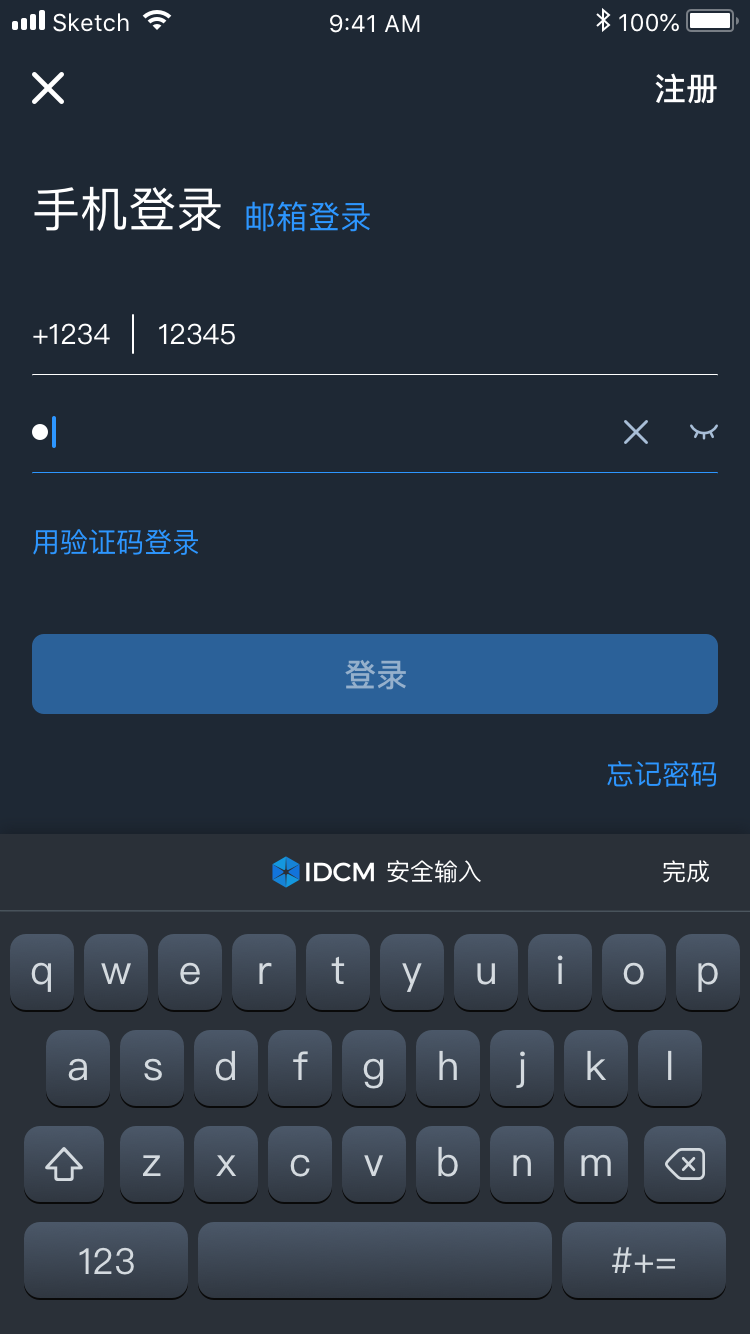 Sketch 9:41 AM 100%
注册
手机登录 邮箱登录
+1234 12345
用验证码登录
登录
忘记密码
IDCM 安全输入 完成
q w e r t y u i o p
a s d f g h j k l
z x c v b n m
123 #+=